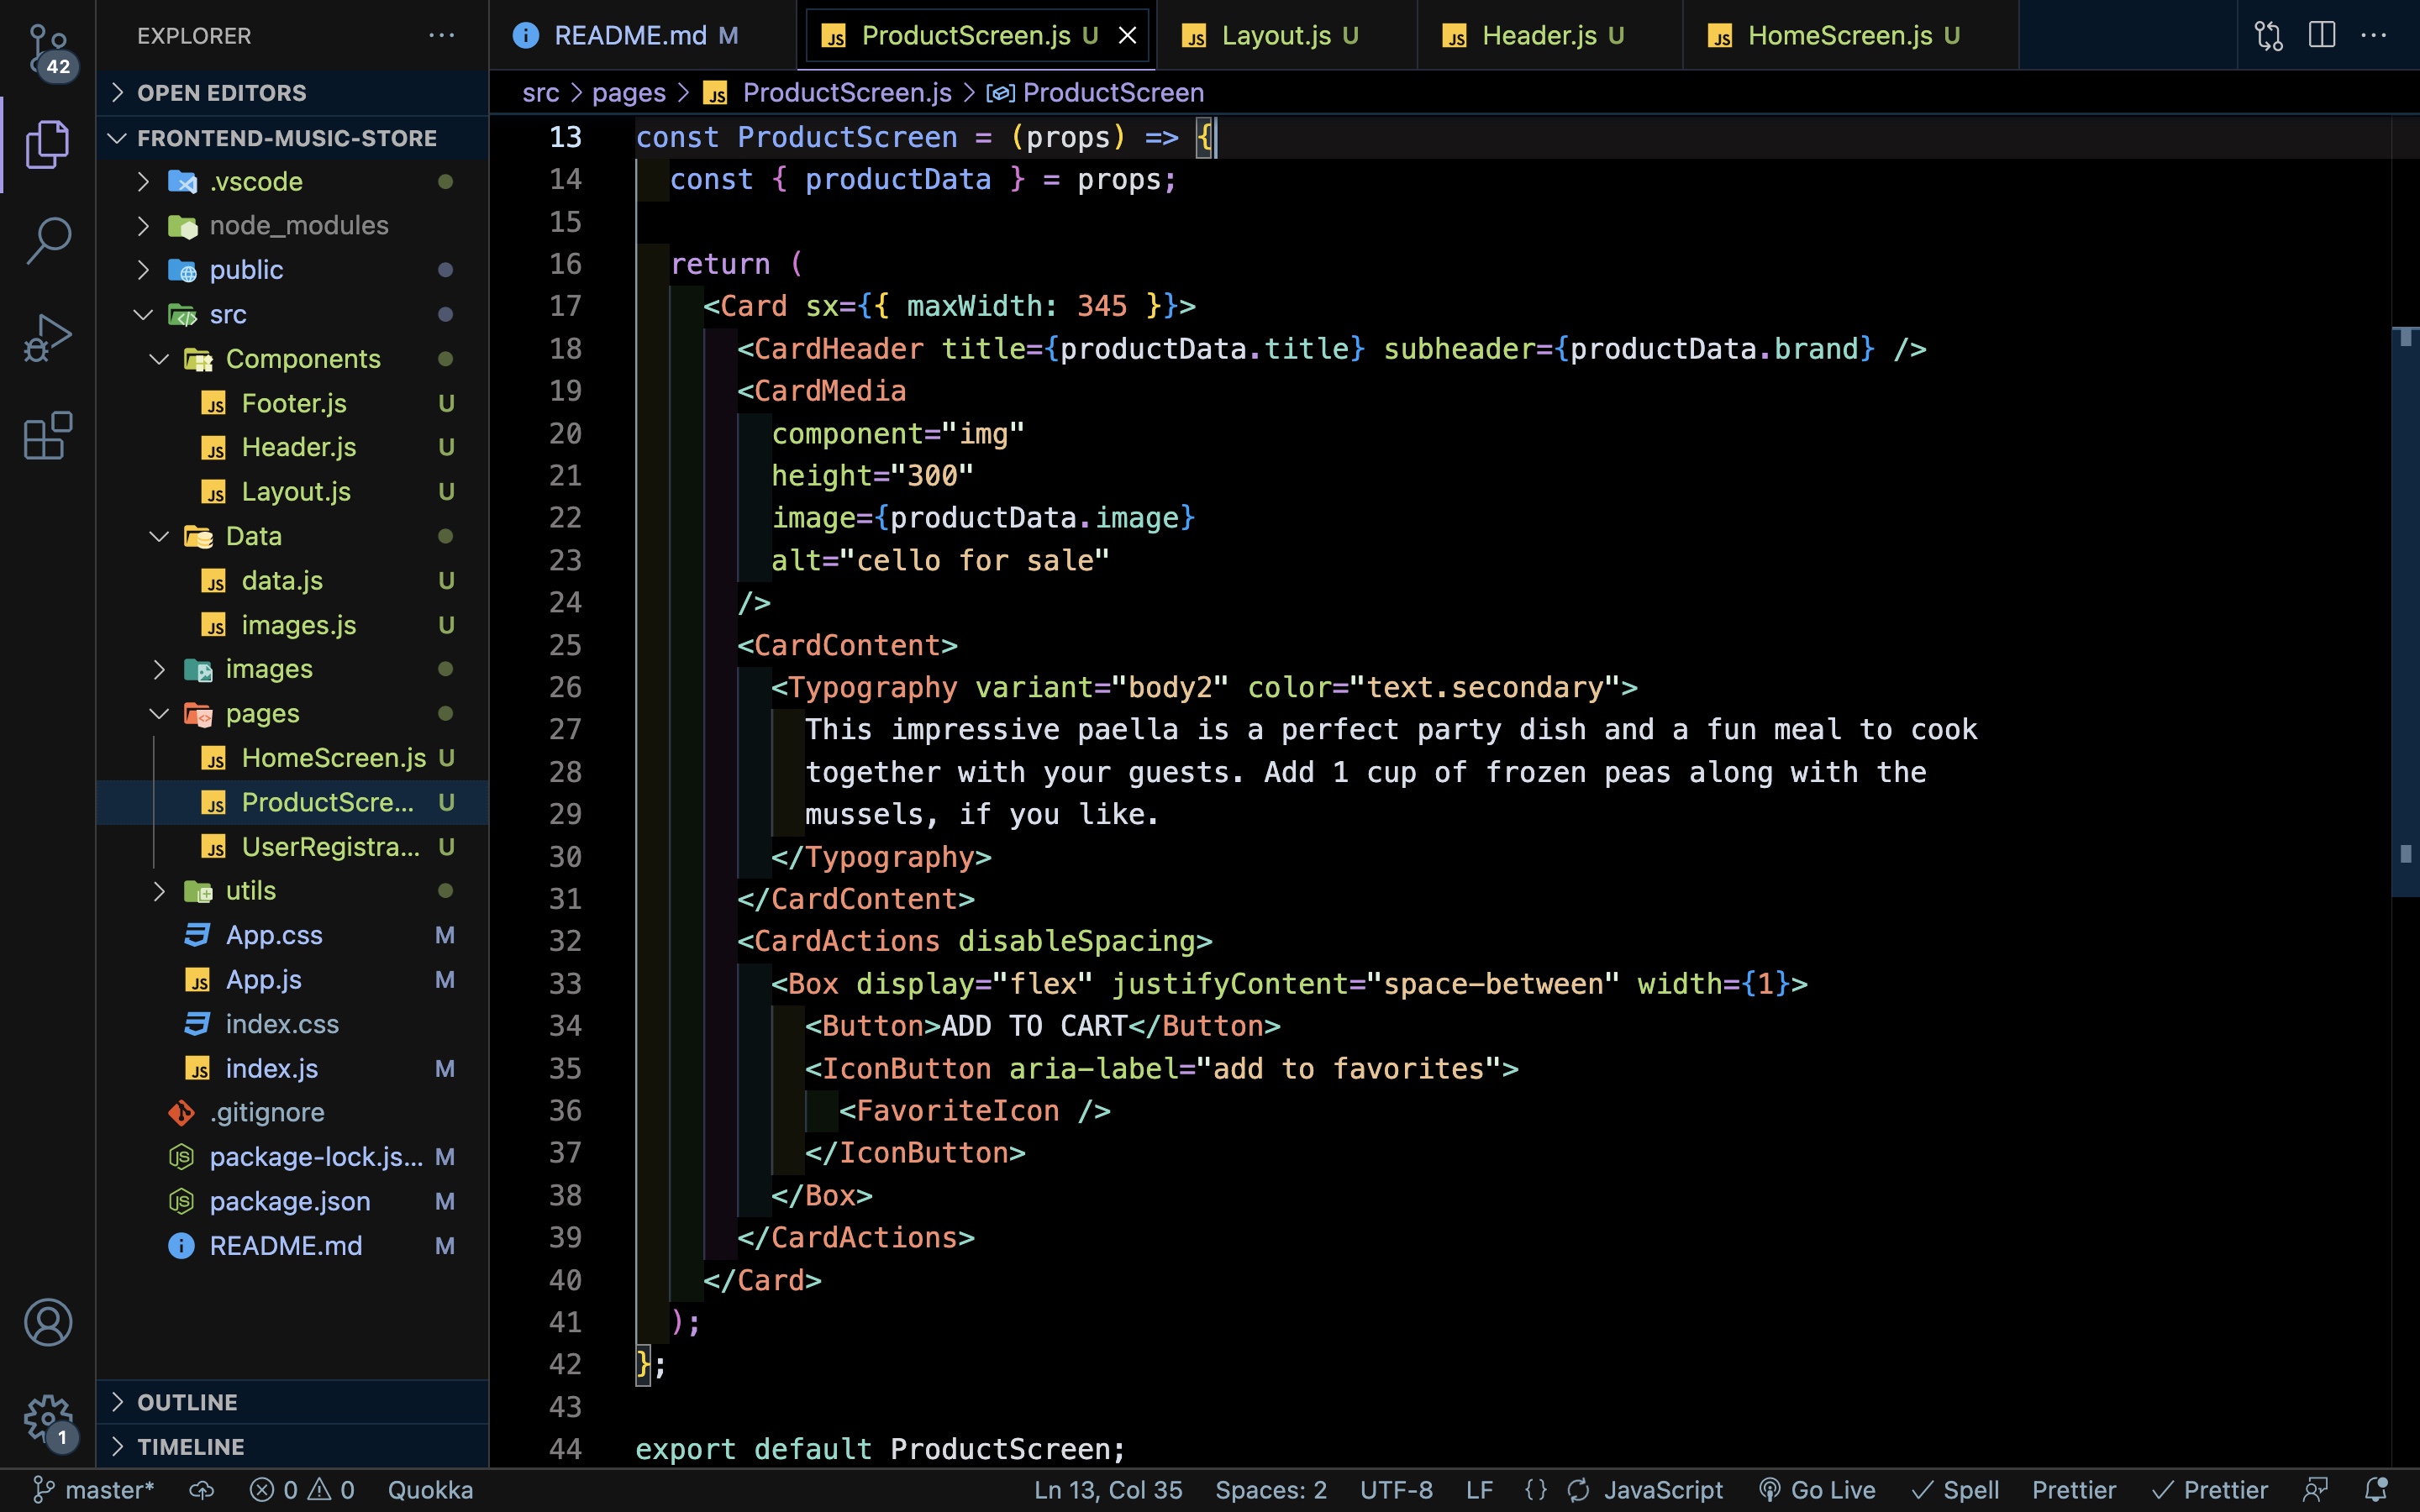 42
EXPLORER ···
OPEN EDITORS
FRONTEND-MUSIC-STORE
.vscode
node_modules
public
src
Components
Footer.js U
Header.js U
Layout.js U
Data
data.js U
images.js U
images
pages
HomeScreen.js U
ProductScre... U
UserRegistra... U
utils
App.css M
App.js M
index.css
index.js M
.gitignore
package-lock.js... M
package.json M
README.md M
OUTLINE
TIMELINE
1
README.md M
JS ProductScreen.js U
JS Layout.js U
JS Header.js U
JS HomeScreen.js U
src > pages > JS ProductScreen.js > ProductScreen
13 const ProductScreen = (props) => {
14 const { productData } = props;
15
16 return (
17 <Card sx={{ maxWidth: 345 }}>
18 <CardHeader title={productData.title} subheader={productData.brand} />
19 <CardMedia
20 component="img"
21 height="300"
22 image={productData.image}
23 alt="cello for sale"
24 />
25 <CardContent>
26 <Typography variant="body2" color="text.secondary">
27 This impressive paella is a perfect party dish and a fun meal to cook
28 together with your guests. Add 1 cup of frozen peas along with the
29 mussels, if you like.
30 </Typography>
31 </CardContent>
32 <CardActions disableSpacing>
33 <Box display="flex" justifyContent="space-between" width={1}>
34 <Button>ADD TO CART</Button>
35 <IconButton aria-label="add to favorites">
36 <FavoriteIcon />
37 </IconButton>
38 </Box>
39 </CardActions>
40 </Card>
41 );
42 };
43
44 export default ProductScreen;
master* 0 0 Quokka Ln 13, Col 35 Spaces: 2 UTF-8 LF {} JavaScript Go Live Spell Prettier Prettier